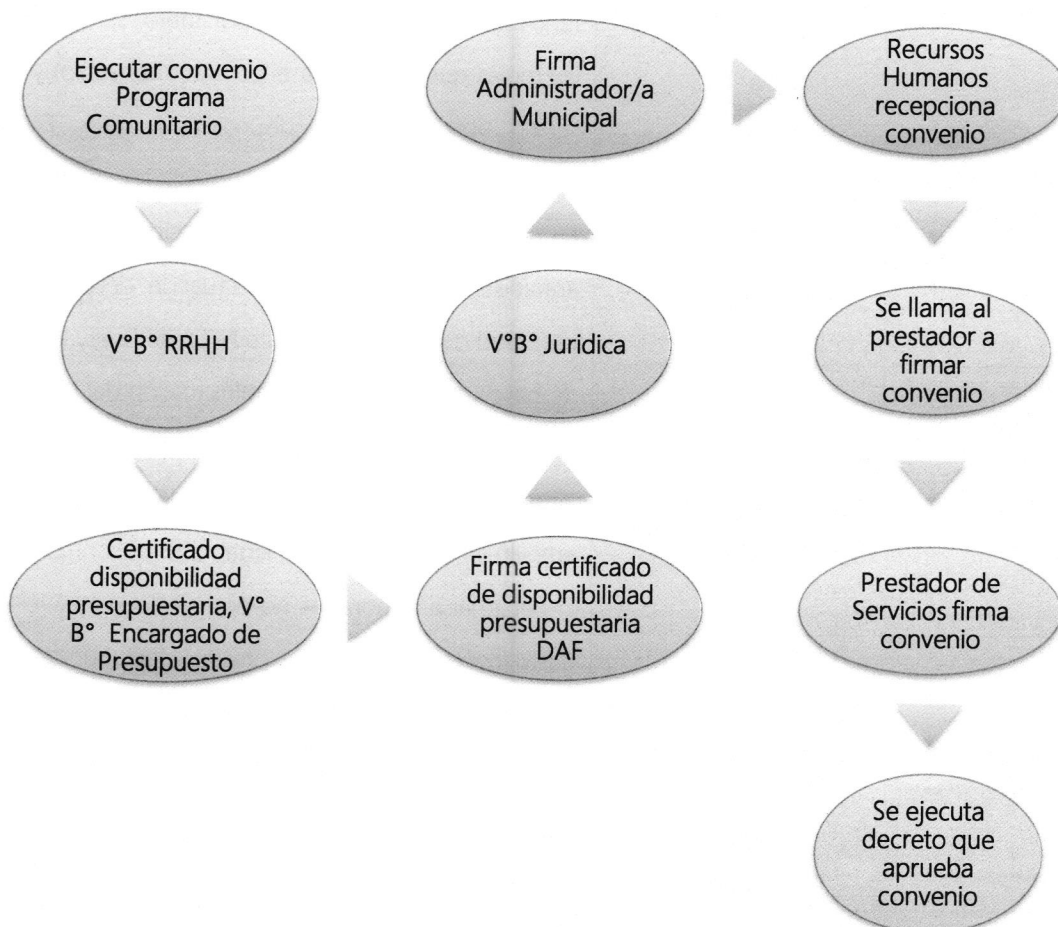 Ejecutar convenio
Programa
Comunitario
V°B° RRHH
Certificado
disponibilidad
presupuestaria, V°
B° Encargado de
Presupuesto
Firma certificado
de disponibilidad
presupuestaria
DAF
V°B° Juridica
Firma
Administrador/a
Municipal
Recursos
Humanos
recepciona
convenio
Se llama al
prestador a
firmar
convenio
Prestador de
Servicios firma
convenio
Se ejecuta
decreto que
aprueba
convenio